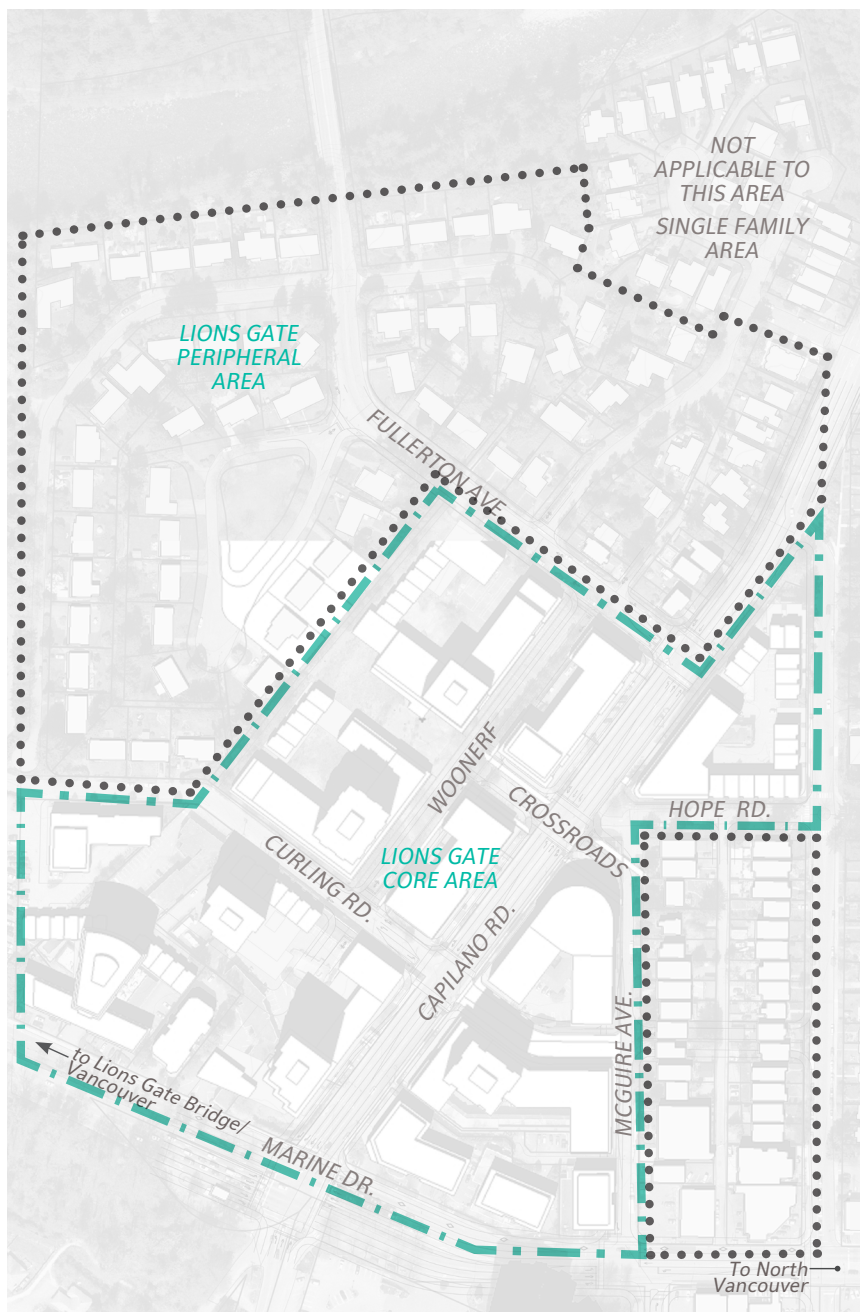 NOT
APPLICABLE TO
THIS AREA
SINGLE FAMILY
AREA
LIONS GATE
PERIPHERAL
AREA
FULLERTON AVE.
WOONERF
CROSSROADS
HOPE RD.
CURLING RD.
LIONS GATE
CORE AREA
CAPILANO RD.
MCGUIRE AVE.
to Lions Gate Bridge/
Vancouver
MARINE DR.
To North
Vancouver